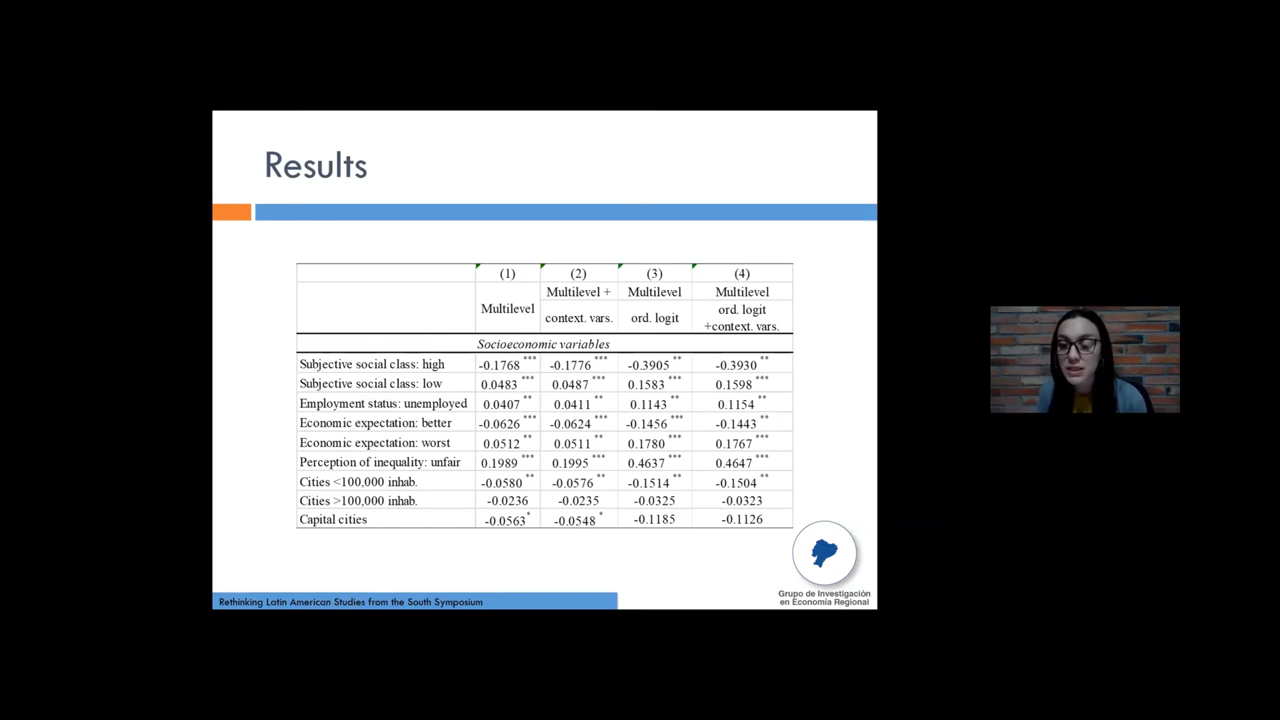 Results
(1) (2) (3) (4)
Multilevel Multilevel + context. vars. Multilevel ord. logit Multilevel ord. logit +context. vars.
Socioeconomic variables
Subjective social class: high -0.1768 *** -0.1776 *** -0.3905 ** -0.3930 **
Subjective social class: low 0.0483 *** 0.0487 *** 0.1583 *** 0.1598 ***
Employment status: unemployed 0.0407 ** 0.0411 ** 0.1143 ** 0.1154 **
Economic expectation: better -0.0626 *** -0.0624 *** -0.1456 *** -0.1443 **
Economic expectation: worst 0.0512 ** 0.0511 ** 0.1780 *** 0.1767 ***
Perception of inequality: unfair 0.1989 *** 0.1995 *** 0.4637 *** 0.4647 ***
Cities <100,000 inhab. -0.0580 ** -0.0576 ** -0.1514 ** -0.1504 **
Cities >100,000 inhab. -0.0236 -0.0235 -0.0325 -0.0323
Capital cities -0.0563 * -0.0548 * -0.1185 -0.1126
Grupo de Investigación
en Economía Regional
Rethinking Latin American Studies from the South Symposium